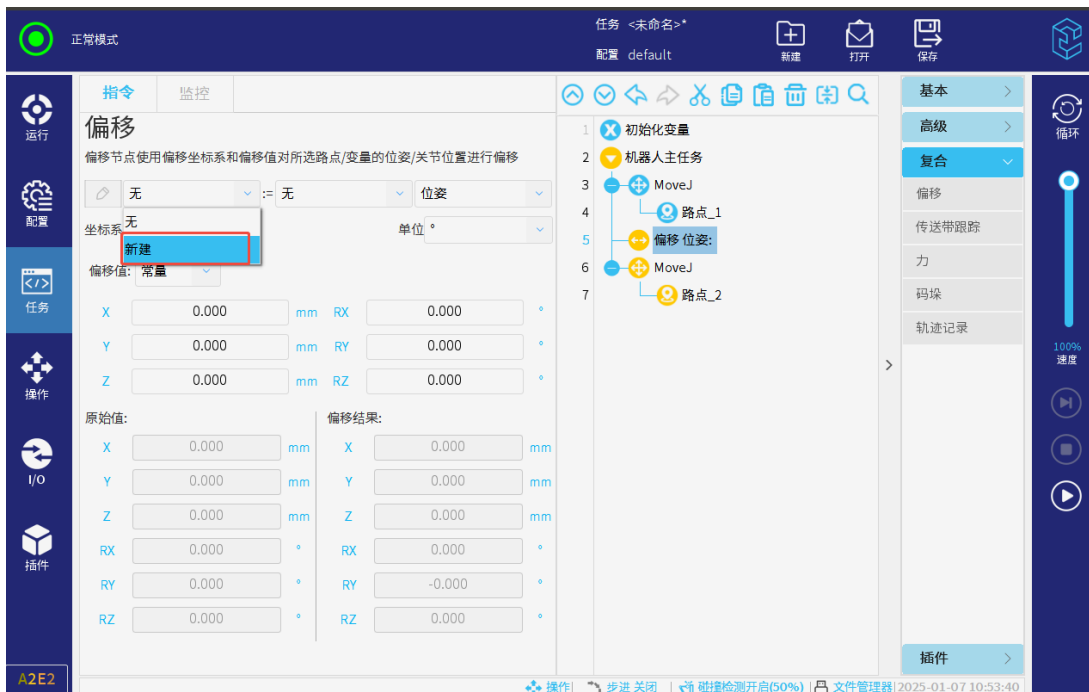 正常模式
任务 <未命名>*
配置 default
新建
打开
保存
运行
配置
任务
操作
I/O
插件
A2E2
指令
监控
偏移
偏移节点使用偏移坐标系和偏移值对所选路点/变量的位姿/关节位置进行偏移
无 := 无 位姿
无
新建
坐标系
单位 °
偏移值: 常量
X 0.000 mm RX 0.000 °
Y 0.000 mm RY 0.000 °
Z 0.000 mm RZ 0.000 °
原始值: 偏移结果:
X 0.000 mm X 0.000 mm
Y 0.000 mm Y 0.000 mm
Z 0.000 mm Z 0.000 mm
RX 0.000 ° RX 0.000 °
RY 0.000 ° RY -0.000 °
RZ 0.000 ° RZ 0.000 °
1 初始化变量
2 机器人主任务
3 MoveJ
4 路点_1
5 偏移 位姿:
6 MoveJ
7 路点_2
基本
高级
复合
偏移
传送带跟踪
力
码垛
轨迹记录
插件
循环
100%
速度
操作| 步进 关闭 | 碰撞检测开启(50%) | 文件管理器|2025-01-07 10:53:40